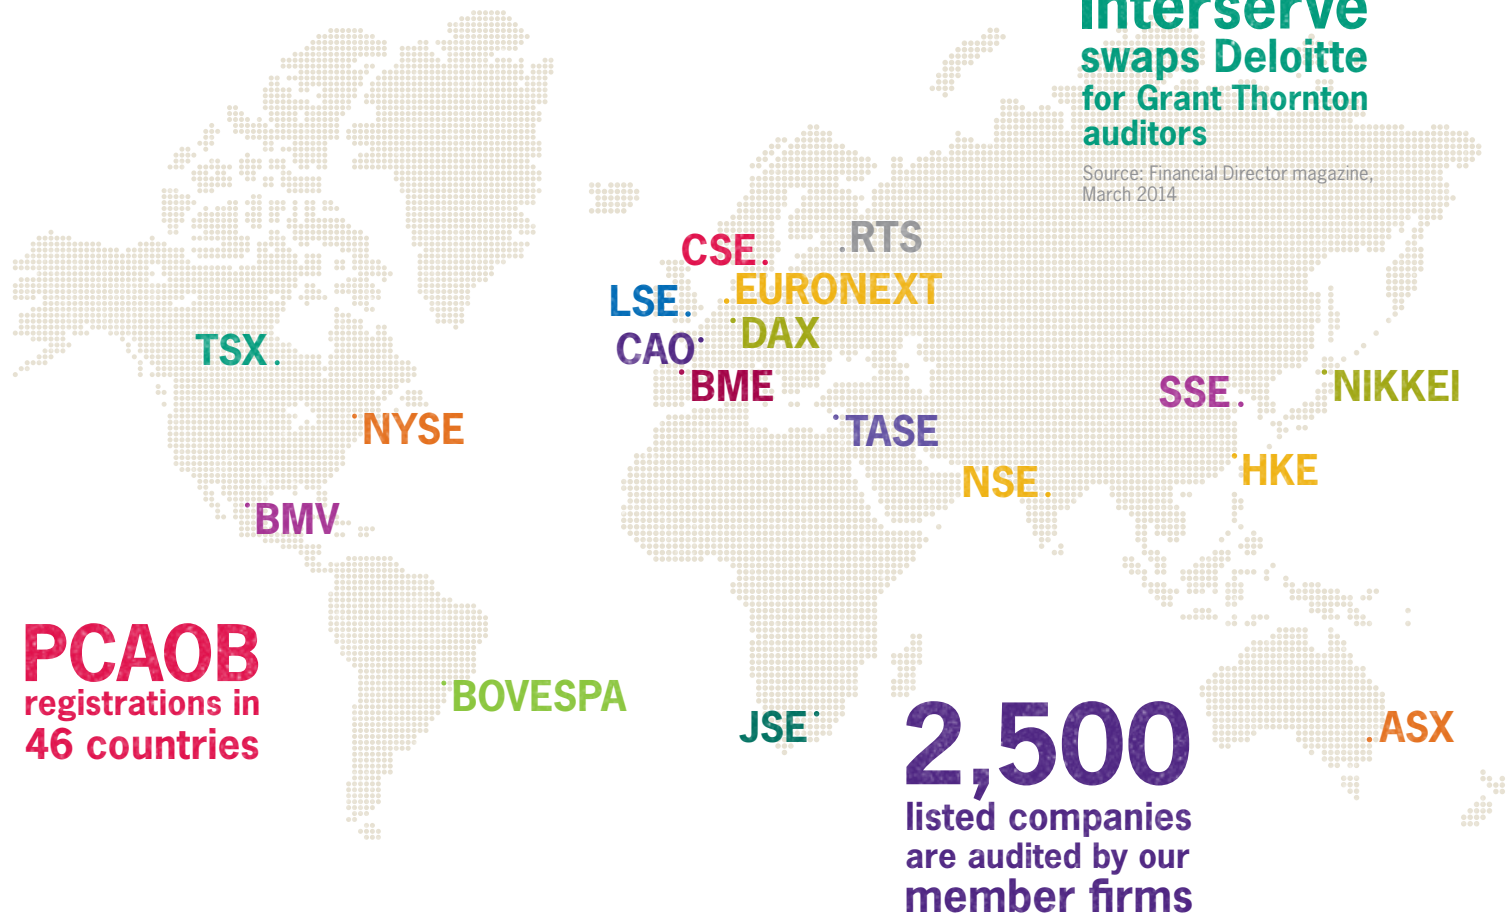 Interserve
swaps Deloitte
for Grant Thornton
auditors
Source: Financial Director magazine,
March 2014
CSE
RTS
LSE
EURONEXT
CAO
DAX
TSX
BME
SSE
NIKKEI
NYSE
TASE
NSE
HKE
BMV
PCAOB
registrations in
46 countries
BOVESPA
JSE
ASX
2,500
listed companies
are audited by our
member firms